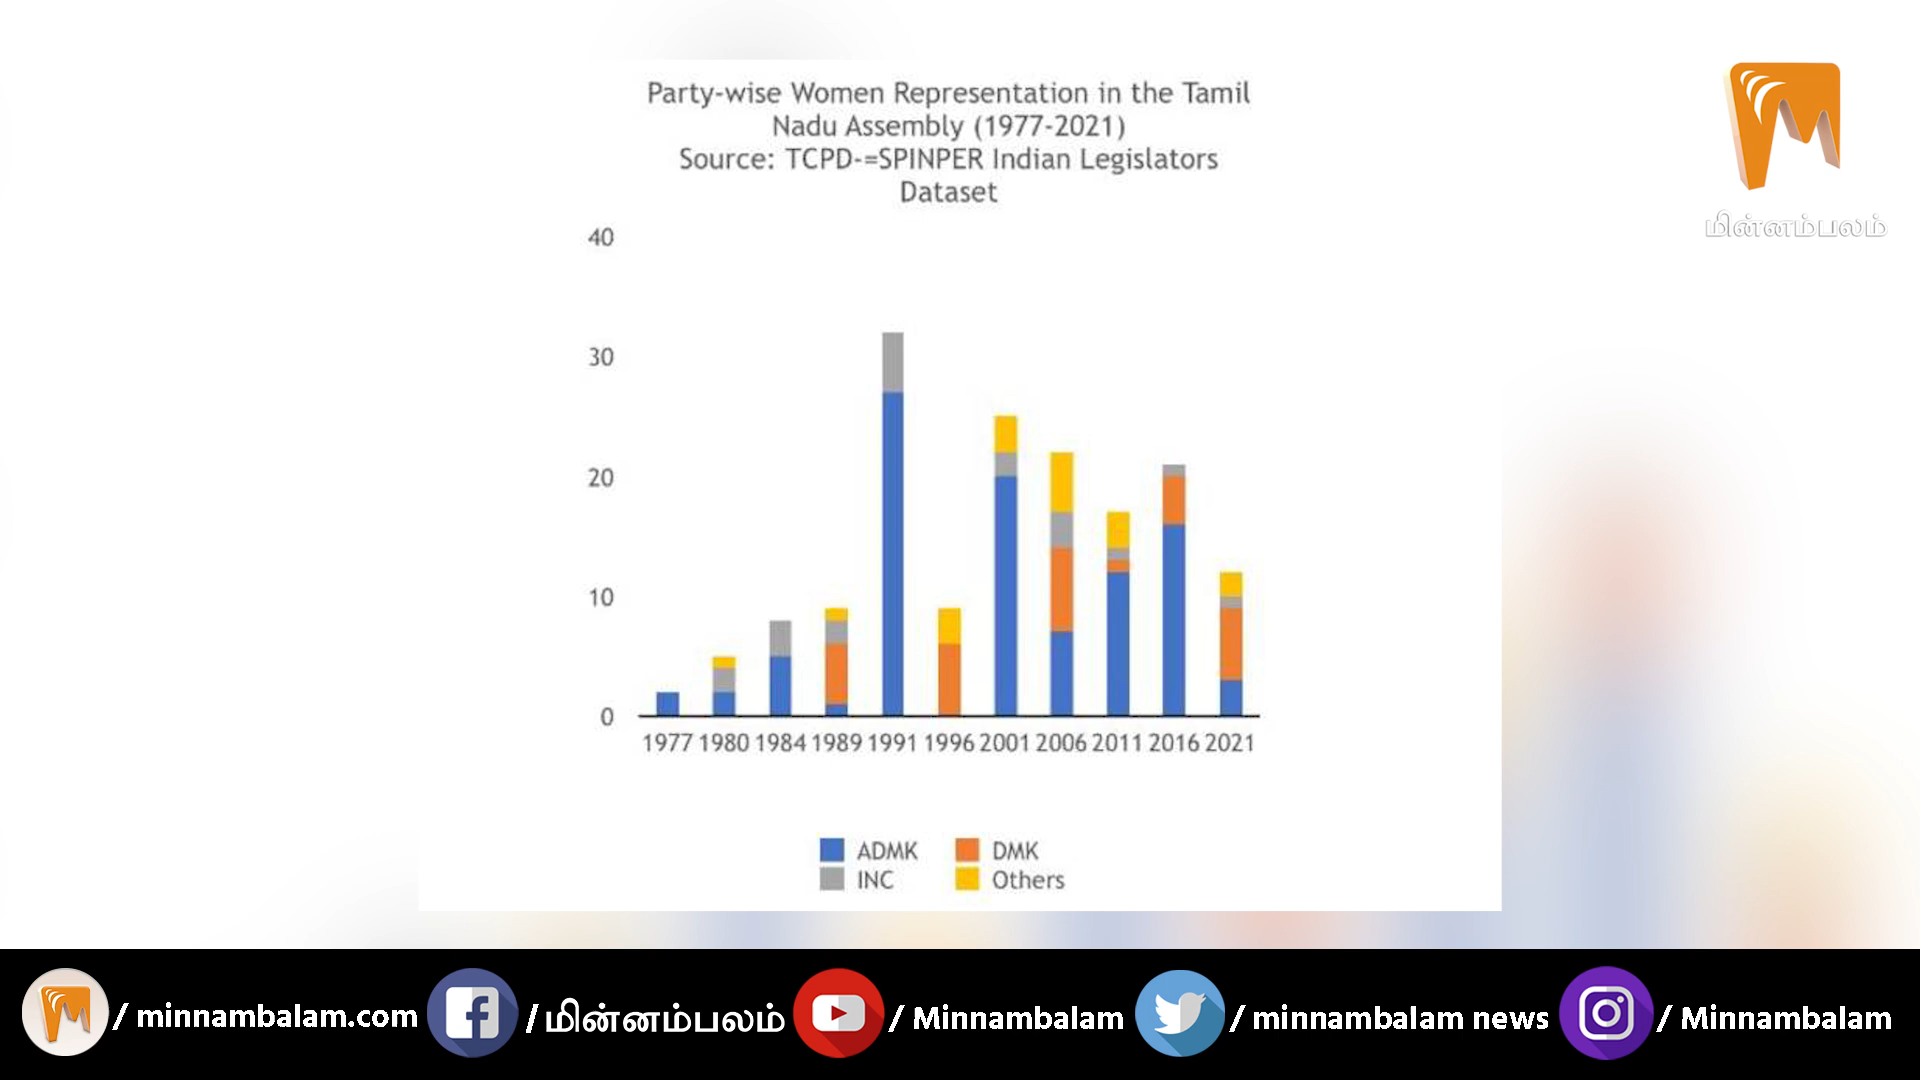 Party-wise Women Representation in the Tamil
Nadu Assembly (1977-2021)
Source: TCPD-=SPINPER Indian Legislators
Dataset
மின்னம்பலம்
40
30
20
10
0
1977 1980 1984 1989 1991 1996 2001 2006 2011 2016 2021
ADMK DMK
INC Others
/ minnambalam.com / மின்னம்பலம் / Minnambalam / minnambalam news / Minnambalam